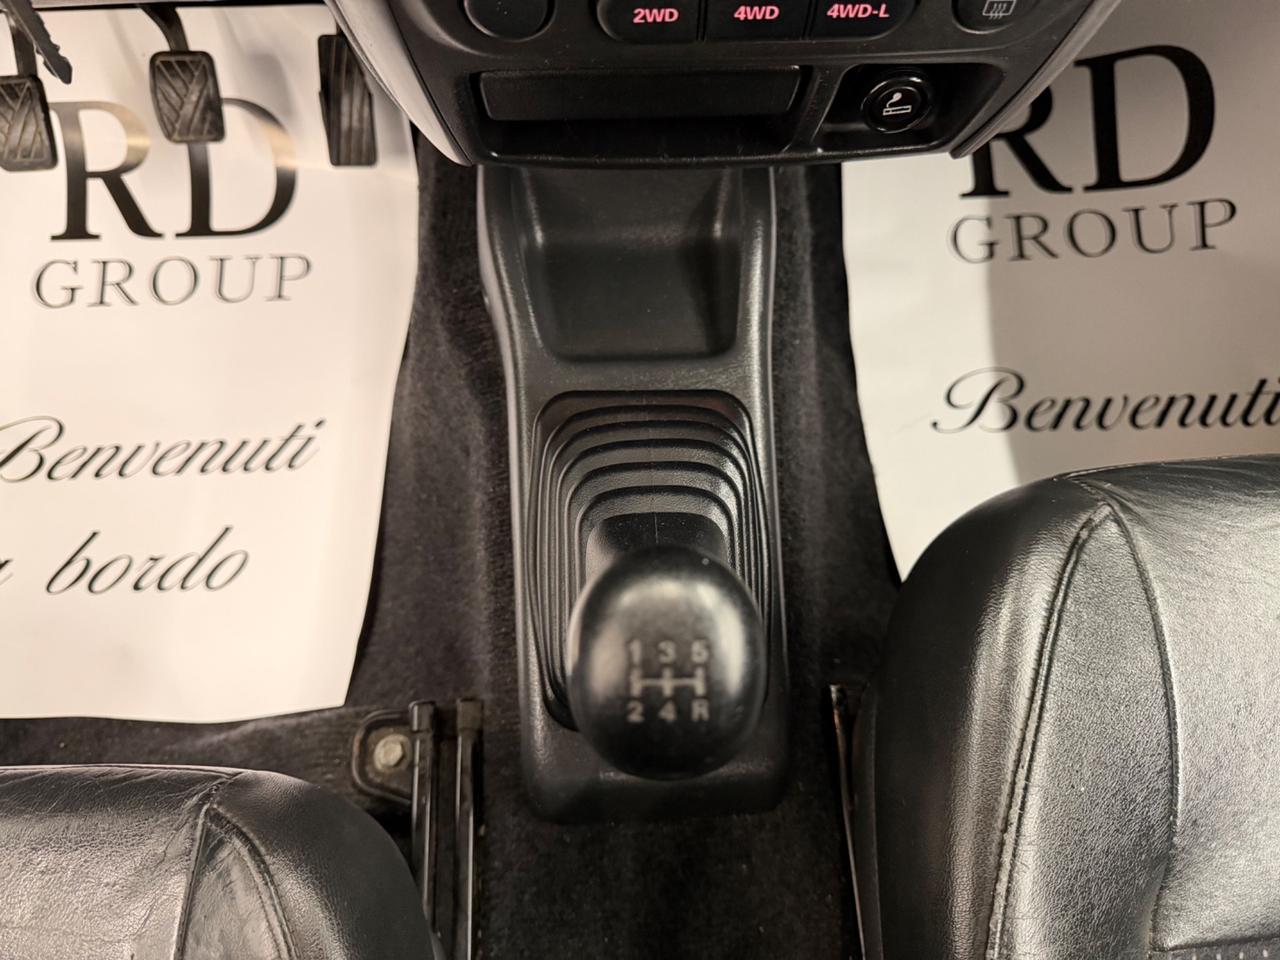 2WD 4WD 4WD-L
RD
GROUP
Benvenuti
a bordo
RD
GROUP
Benvenuti
1 3 5
2 4 R